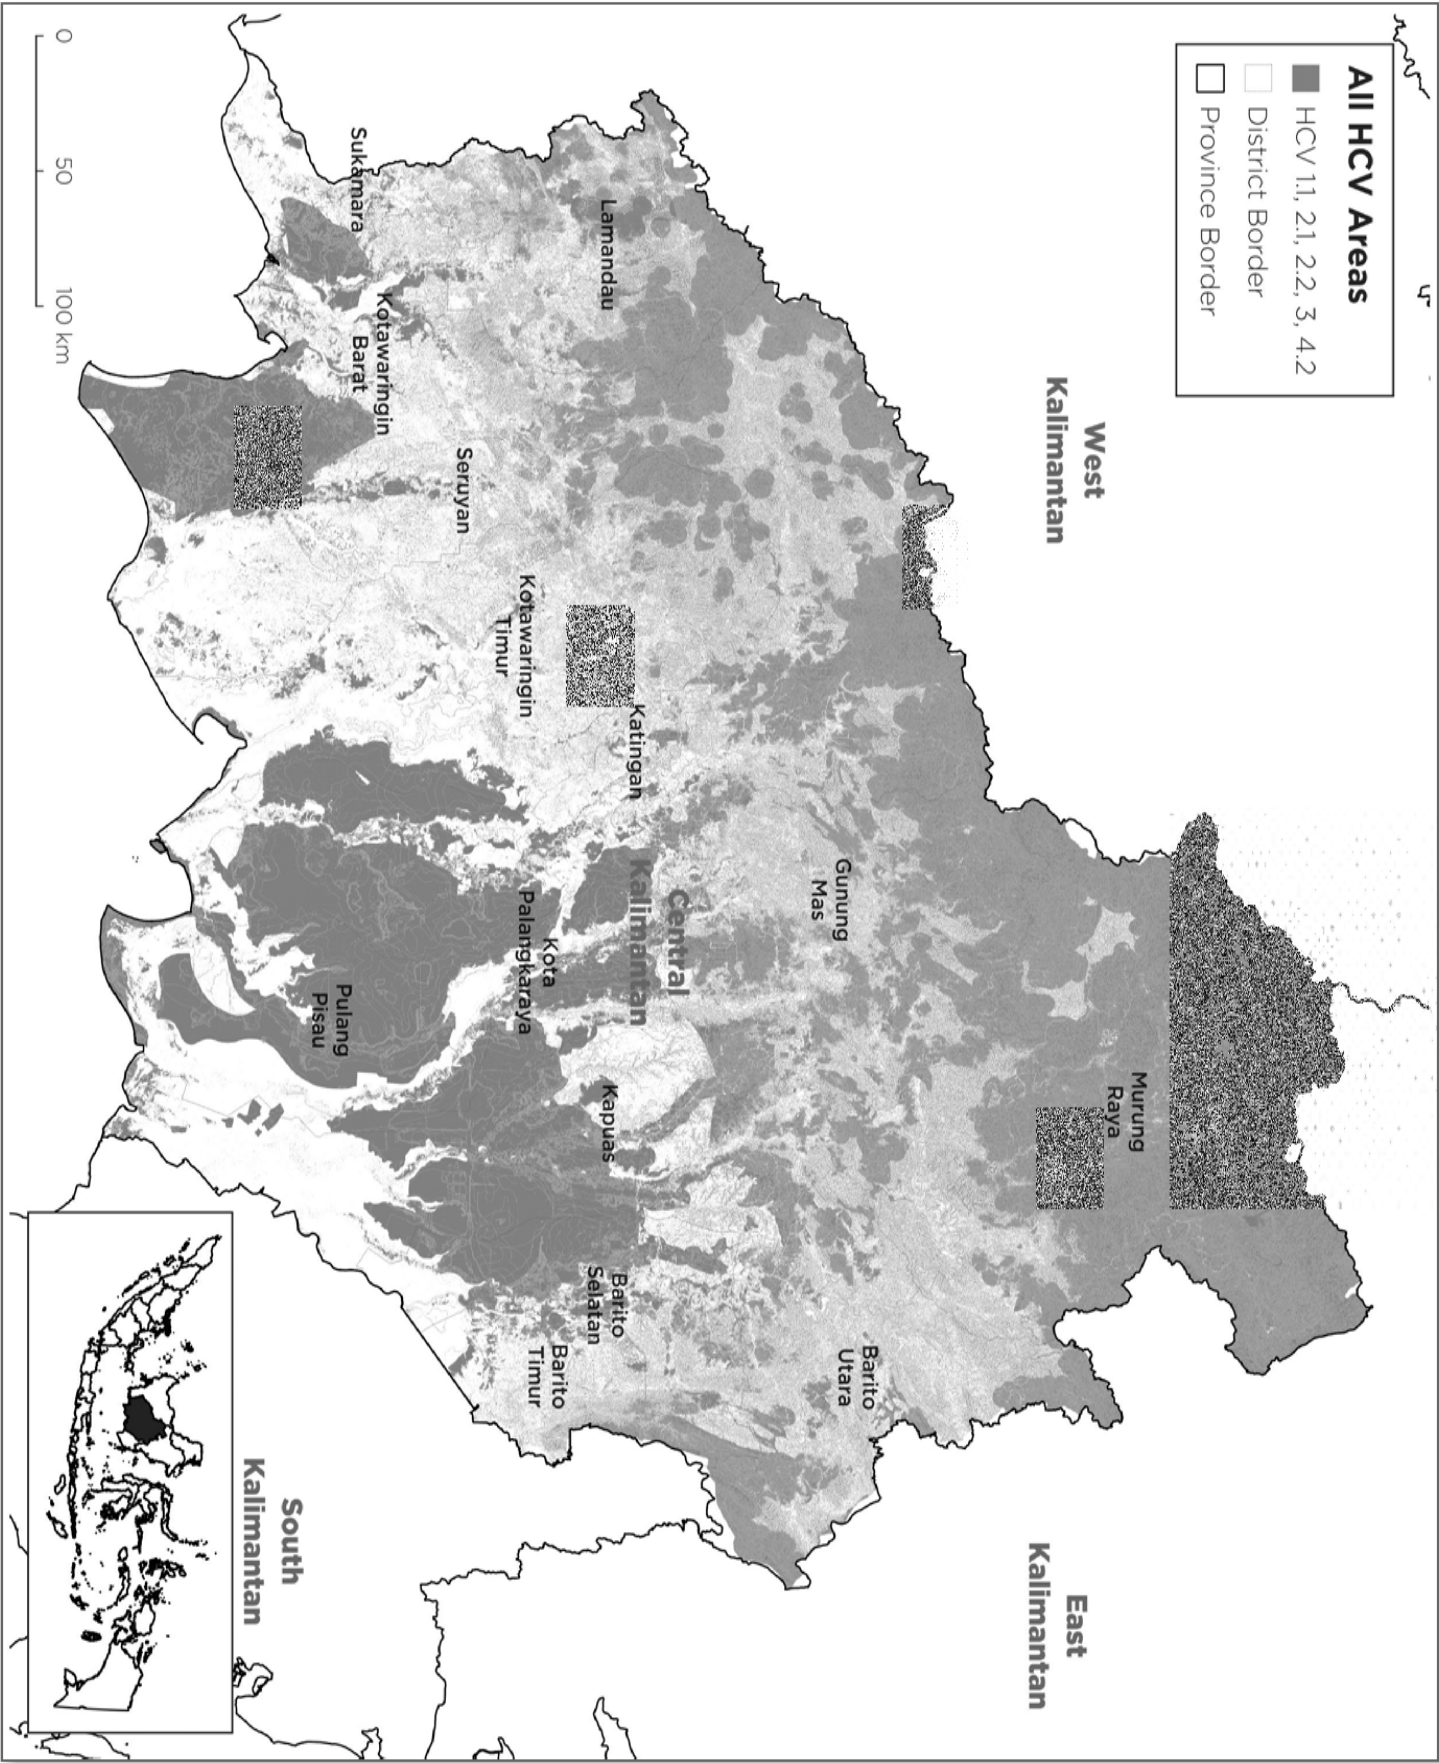 All HCV Areas
HCV 1.1, 2.1, 2.2, 3, 4.2
District Border
Province Border
West
Kalimantan
East
Kalimantan
Murung
Raya
Gunung
Mas
Barito
Utara
Central
Kalimantan
Katingan
Lamandau
Kapuas
Barito
Selatan
Kota
Palangkaraya
Barito
Timur
Kotawaringin
Timur
Seruyan
Kotawaringin
Barat
Sukamara
Pulang
Pisau
South
Kalimantan
0 50 100 km